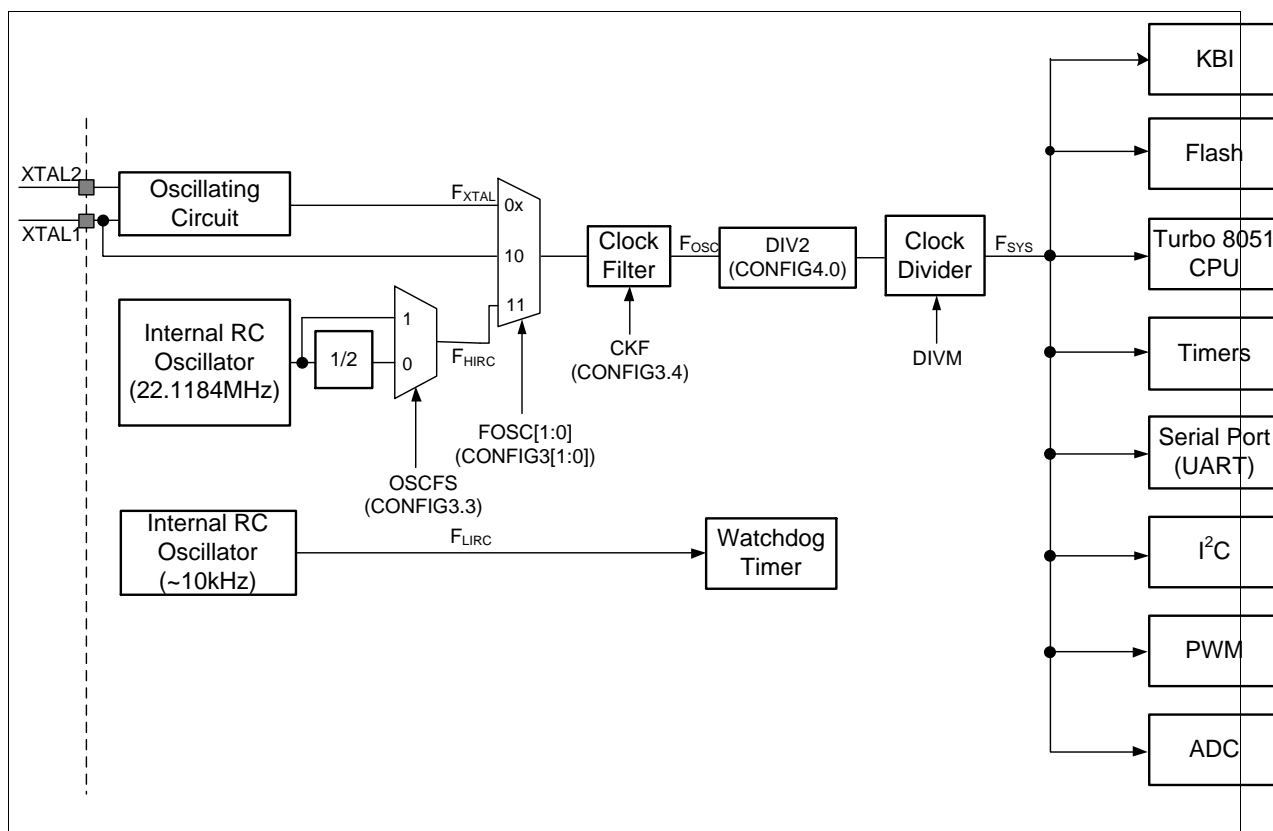 KBI
Flash
XTAL2
XTAL1
Oscillating
Circuit
FXTAL
0x
10
11
Clock
Filter
FOSC
DIV2
(CONFIG4.0)
Clock
Divider
FSYS
Turbo 8051
CPU
Internal RC
Oscillator
(22.1184MHz)
1/2
1
0
FHIRC
CKF
(CONFIG3.4)
DIVM
Timers
FOSC[1:0]
(CONFIG3[1:0])
OSCFS
(CONFIG3.3)
Serial Port
(UART)
Internal RC
Oscillator
(~10kHz)
FLIRC
Watchdog
Timer
I²C
PWM
ADC